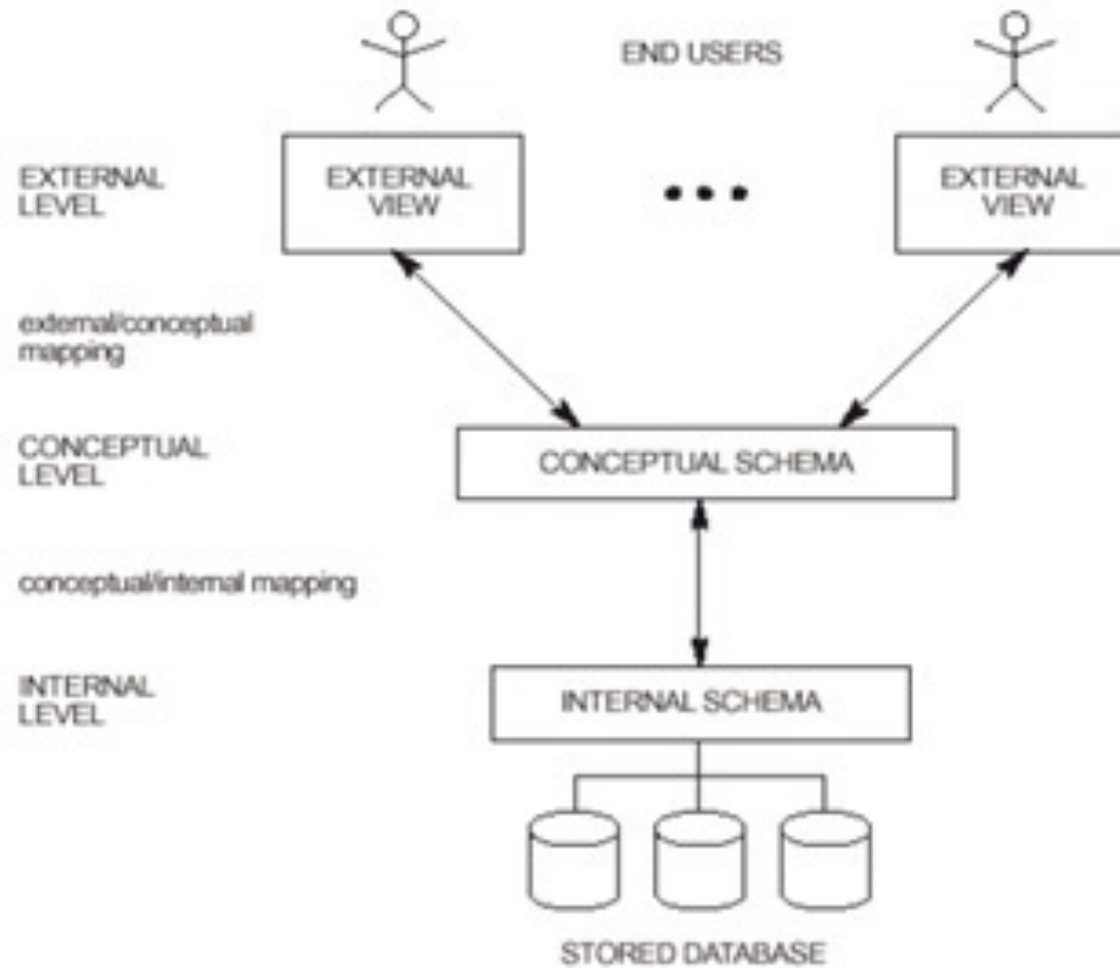 END USERS
EXTERNAL
LEVEL
EXTERNAL
VIEW
• • •
EXTERNAL
VIEW
external/conceptual
mapping
CONCEPTUAL
LEVEL
CONCEPTUAL SCHEMA
conceptual/internal mapping
INTERNAL
LEVEL
INTERNAL SCHEMA
STORED DATABASE